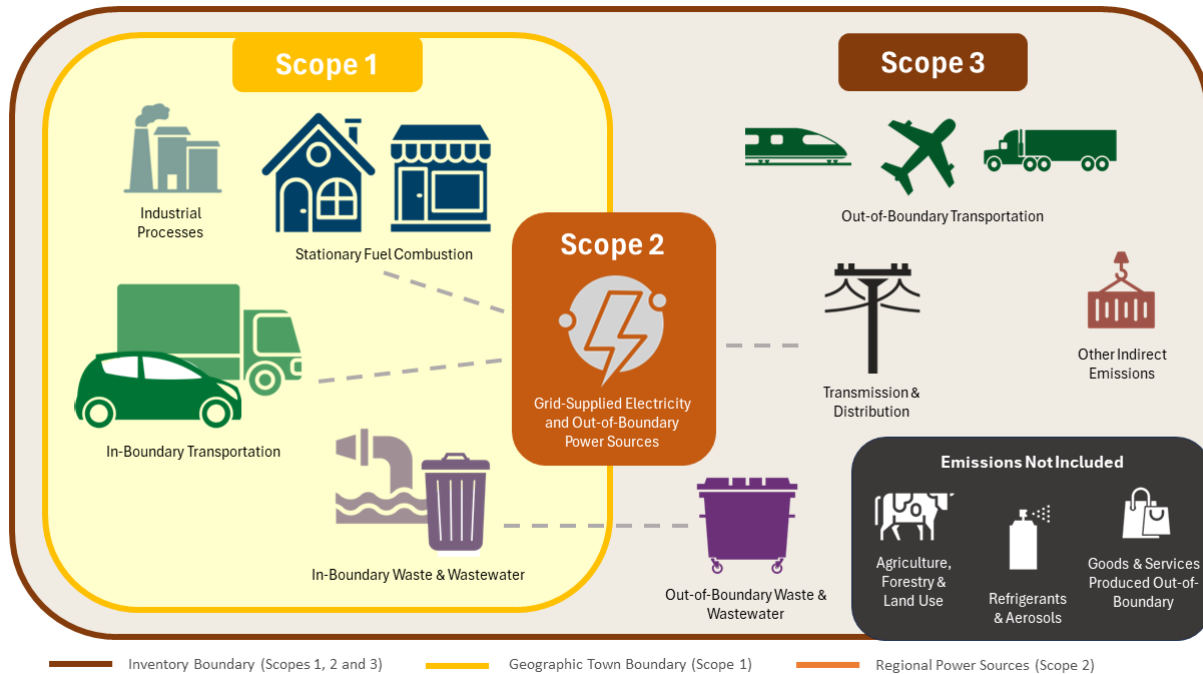 Scope 1
Scope 3
Industrial
Processes
Stationary Fuel Combustion
Out-of-Boundary Transportation
Scope 2
Grid-Supplied Electricity
and Out-of-Boundary
Power Sources
In-Boundary Transportation
Transmission &
Distribution
Other Indirect
Emissions
In-Boundary Waste & Wastewater
Out-of-Boundary Waste &
Wastewater
Emissions Not Included
Agriculture,
Forestry &
Land Use
Refrigerants
& Aerosols
Goods & Services
Produced Out-of-
Boundary
Inventory Boundary (Scopes 1, 2 and 3)
Geographic Town Boundary (Scope 1)
Regional Power Sources (Scope 2)